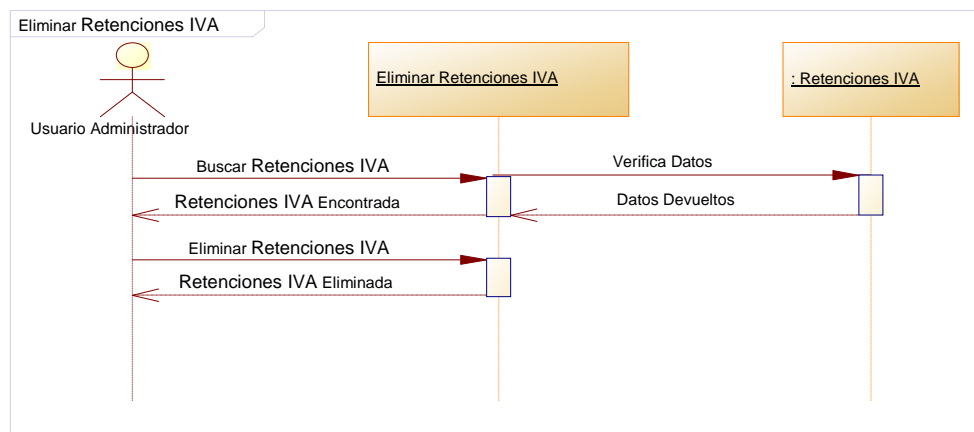 Eliminar Retenciones IVA
Eliminar Retenciones IVA
: Retenciones IVA
Usuario Administrador
Buscar Retenciones IVA
Verifica Datos
Retenciones IVA Encontrada
Datos Devueltos
Eliminar Retenciones IVA
Retenciones IVA Eliminada